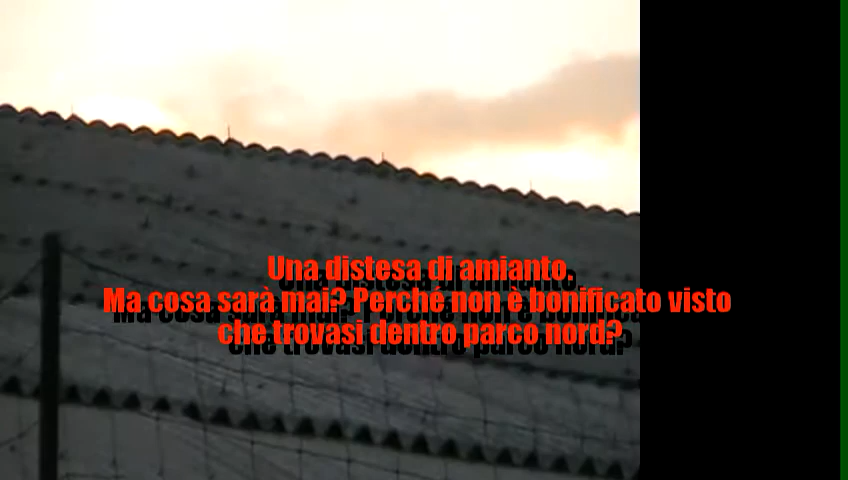 Una distesa di amianto.
Ma cosa sarà mai? Perché non è bonificato visto
che trovasi dentro parco nord?